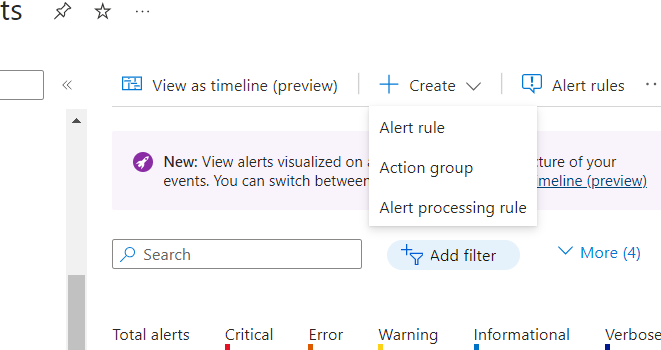 ts
View as timeline (preview)
Create
Alert rules
Alert rule
Action group
Alert processing rule
New: View alerts visualized on a
cture of your
events. You can switch between
meline (preview)
Search
Add filter
More (4)
Total alerts
Critical
Error
Warning
Informational
Verbose